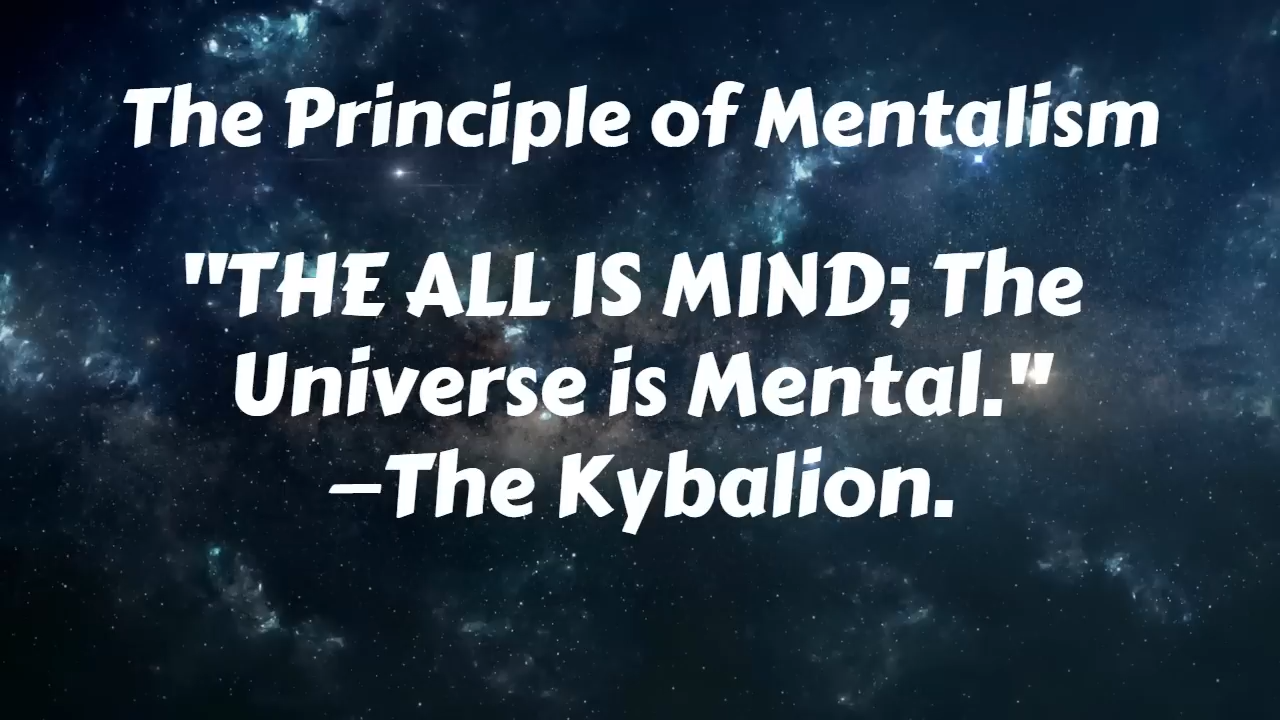 The Principle of Mentalism
"THE ALL IS MIND; The
Universe is Mental."
—The Kybalion.